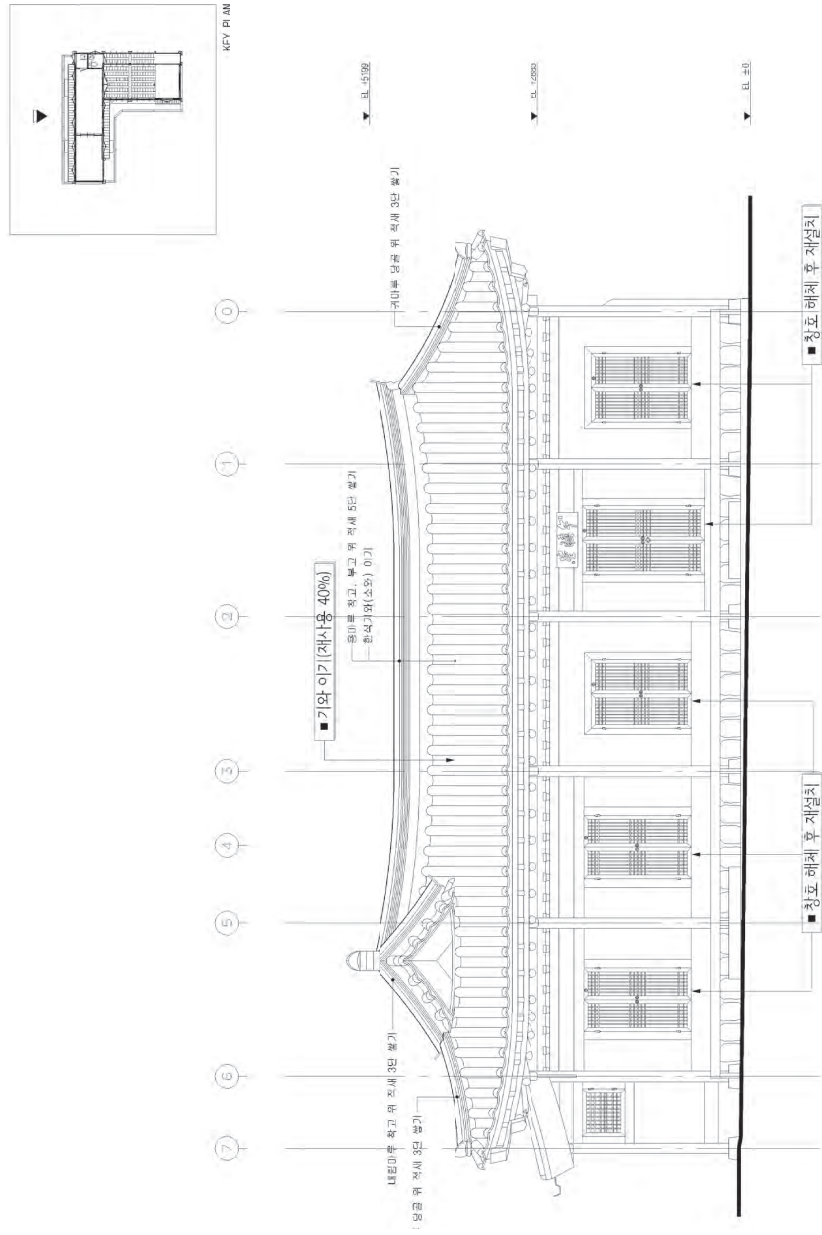 KEY PLAN
EL +5199
EL +2883
EL ±0
⓪
①
②
③
④
⑤
⑥
⑦
귀마루 당골 위 적새 3단 쌓기
■ 기와 이기(재사용 40%)
용마루 착고, 부고 위 적새 5단 쌓기
한식기와(소와) 이기
내림마루 착고 위 적새 3단 쌓기
당골 위 적새 3단 쌓기
■ 창호 해체 후 재설치
■ 창호 해체 후 재설치